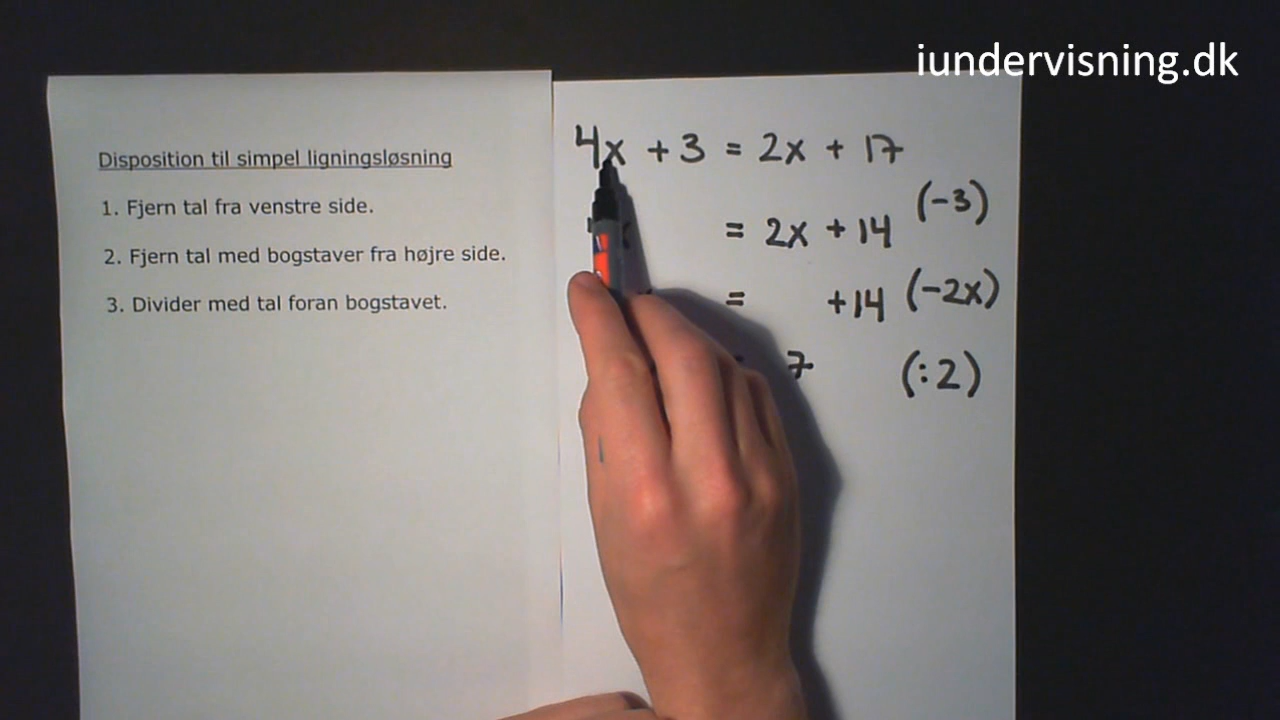 iundervisning.dk
Disposition til simpel ligningsløsning
1. Fjern tal fra venstre side.
2. Fjern tal med bogstaver fra højre side.
3. Divider med tal foran bogstavet.
4x + 3 = 2x + 17
= 2x + 14 (-3)
= +14 (-2x)
7 (:2)